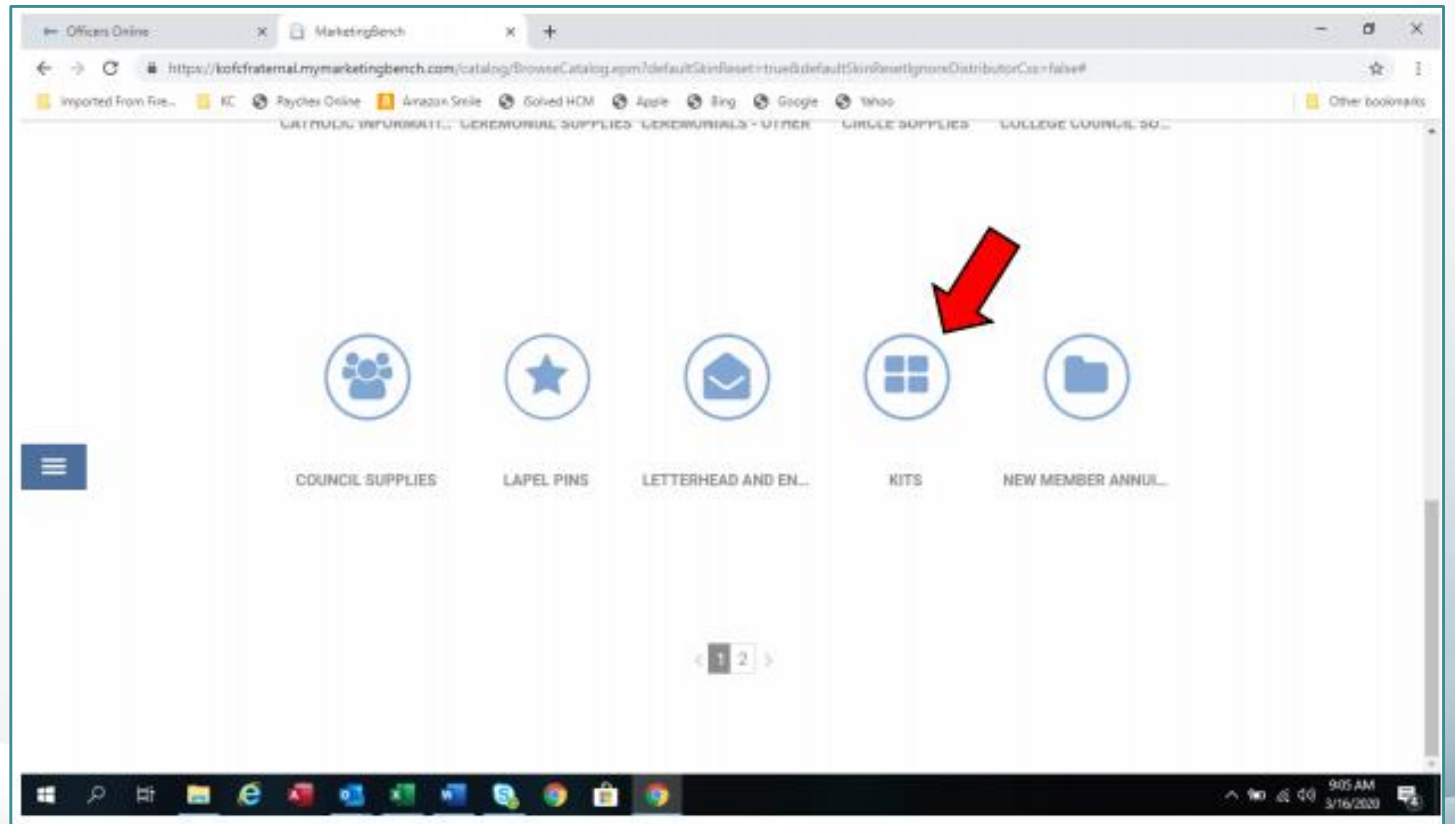 Officers Online
MarketingBench
https://kofcfraternal.mymarketingbench.com/catalog/BrowseCatalog.epm?defaultSkinReset=true&defaultSkinResetIgnoreDistributorCss=false#
Imported From Fire... KC Paychex Online Amazon Smile iSolved HCM Apple Bing Google Yahoo Other bookmarks
CATHOLIC INFORMATI... CEREMONIAL SUPPLIES CEREMONIALS - OTHER CIRCLE SUPPLIES COLLEGE COUNCIL SU...
COUNCIL SUPPLIES LAPEL PINS LETTERHEAD AND EN... KITS NEW MEMBER ANNUI...
< 1 2 >
9:05 AM
3/16/2020